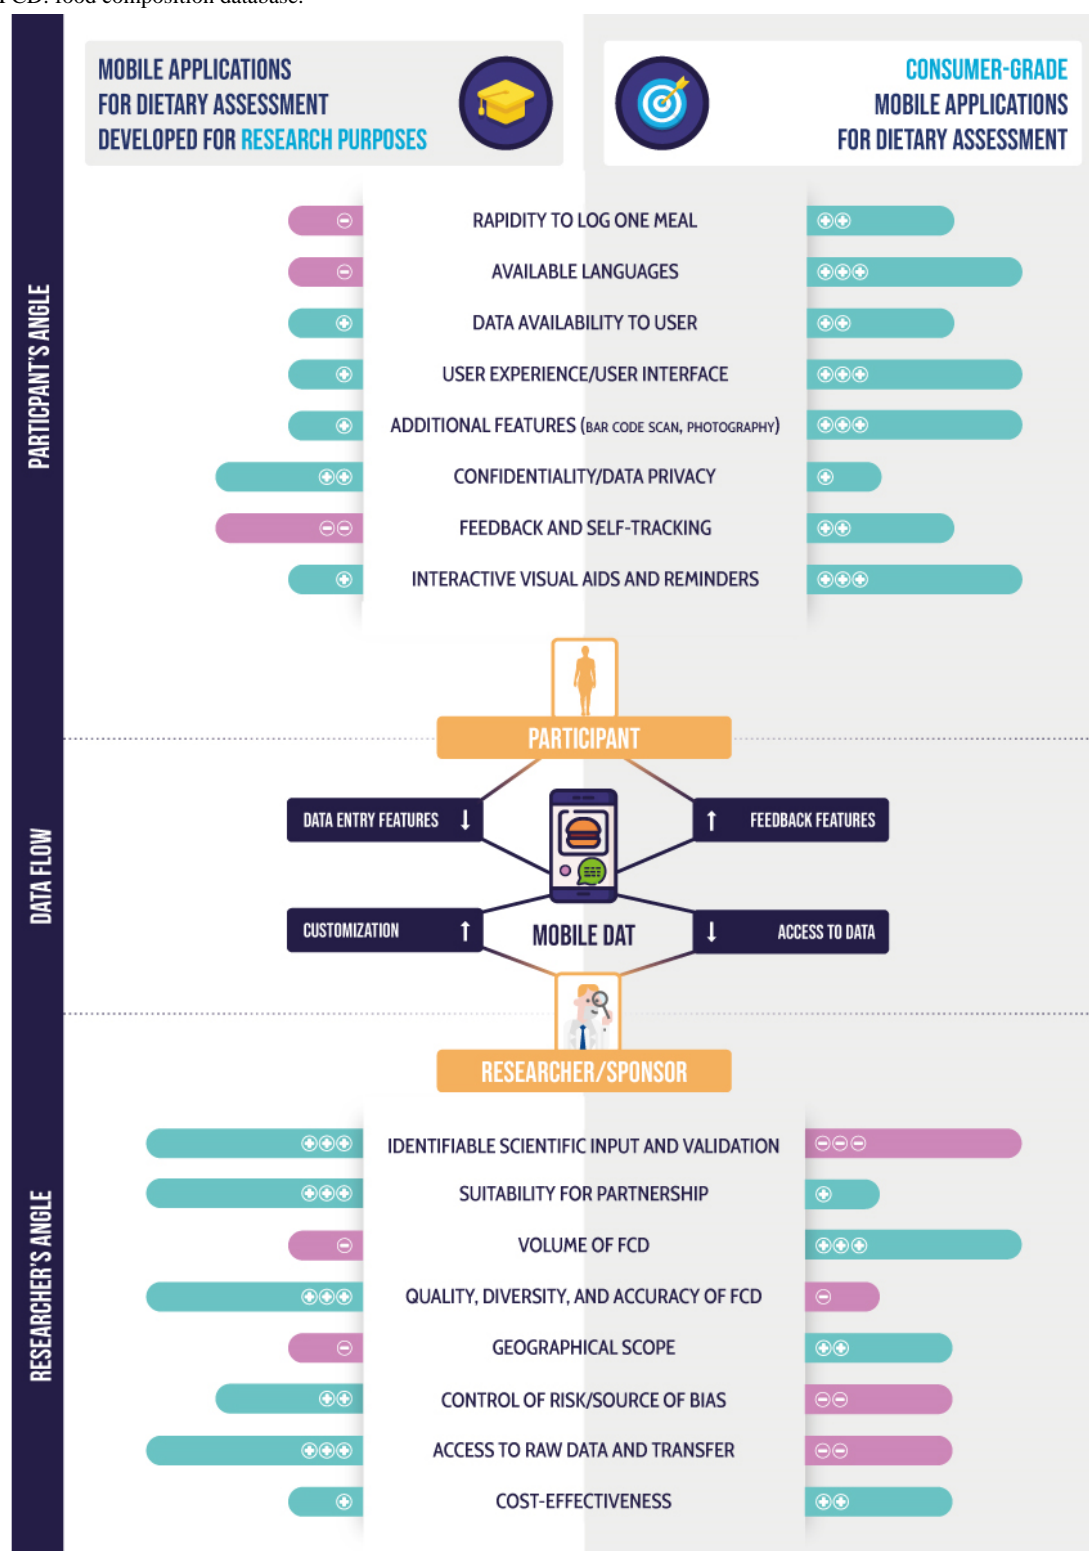 FCD: food composition database.
MOBILE APPLICATIONS
FOR DIETARY ASSESSMENT
DEVELOPED FOR RESEARCH PURPOSES
CONSUMER-GRADE
MOBILE APPLICATIONS
FOR DIETARY ASSESSMENT
PARTICPANT'S ANGLE
RAPIDITY TO LOG ONE MEAL
AVAILABLE LANGUAGES
DATA AVAILABILITY TO USER
USER EXPERIENCE/USER INTERFACE
ADDITIONAL FEATURES (BAR CODE SCAN, PHOTOGRAPHY)
CONFIDENTIALITY/DATA PRIVACY
FEEDBACK AND SELF-TRACKING
INTERACTIVE VISUAL AIDS AND REMINDERS
PARTICIPANT
DATA FLOW
DATA ENTRY FEATURES ↓
↑ FEEDBACK FEATURES
CUSTOMIZATION ↑
MOBILE DAT
↓ ACCESS TO DATA
RESEARCHER/SPONSOR
RESEARCHER'S ANGLE
IDENTIFIABLE SCIENTIFIC INPUT AND VALIDATION
SUITABILITY FOR PARTNERSHIP
VOLUME OF FCD
QUALITY, DIVERSITY, AND ACCURACY OF FCD
GEOGRAPHICAL SCOPE
CONTROL OF RISK/SOURCE OF BIAS
ACCESS TO RAW DATA AND TRANSFER
COST-EFFECTIVENESS